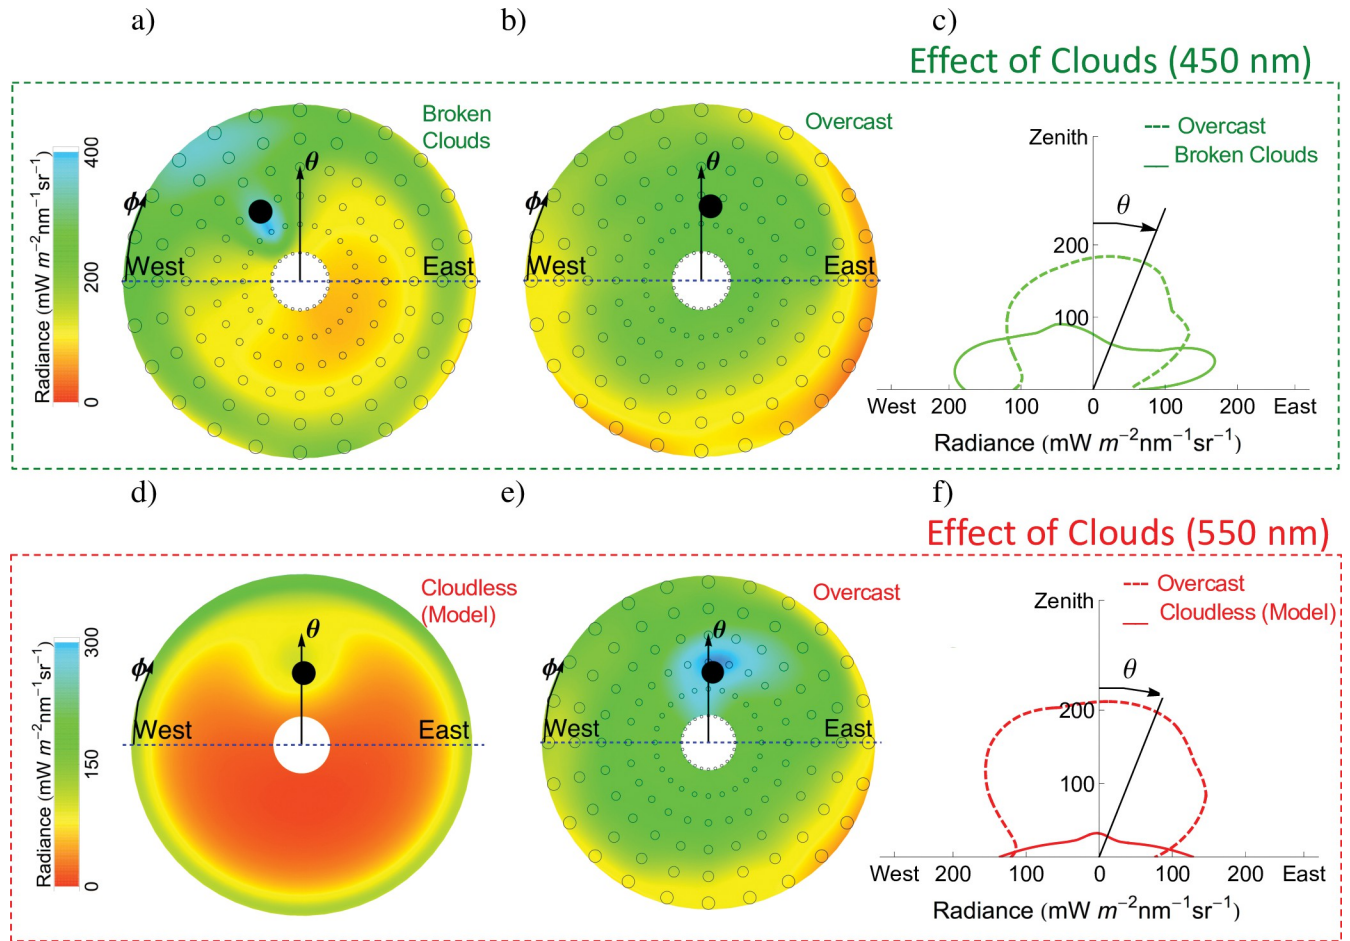 a)
b)
c)
Effect of Clouds (450 nm)
Radiance (mW m−2nm−1sr−1)
0
200
400
Broken
Clouds
θ
ϕ
West
East
Overcast
θ
ϕ
West
East
Zenith
Overcast
Broken Clouds
θ
200
100
West 200 100 0 100 200 East
Radiance (mW m−2nm−1sr−1)
d)
e)
f)
Effect of Clouds (550 nm)
Radiance (mW m−2nm−1sr−1)
0
150
300
Cloudless
(Model)
θ
ϕ
West
East
Overcast
θ
ϕ
West
East
Zenith
Overcast
Cloudless (Model)
θ
200
100
West 200 100 0 100 200 East
Radiance (mW m−2nm−1sr−1)